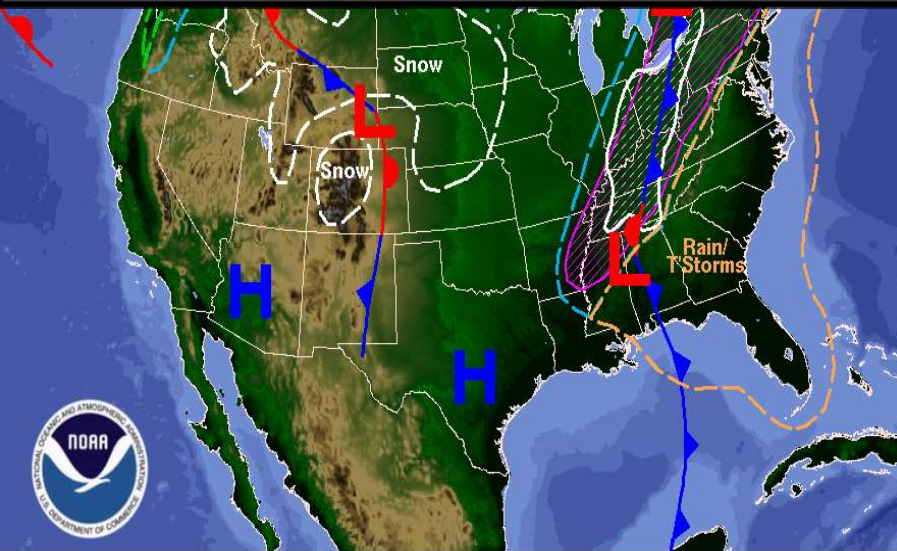 Snow
L
Snow
Rain/
T'Storms
L
H
H
NOAA
NATIONAL OCEANIC AND ATMOSPHERIC ADMINISTRATION
U.S. DEPARTMENT OF COMMERCE